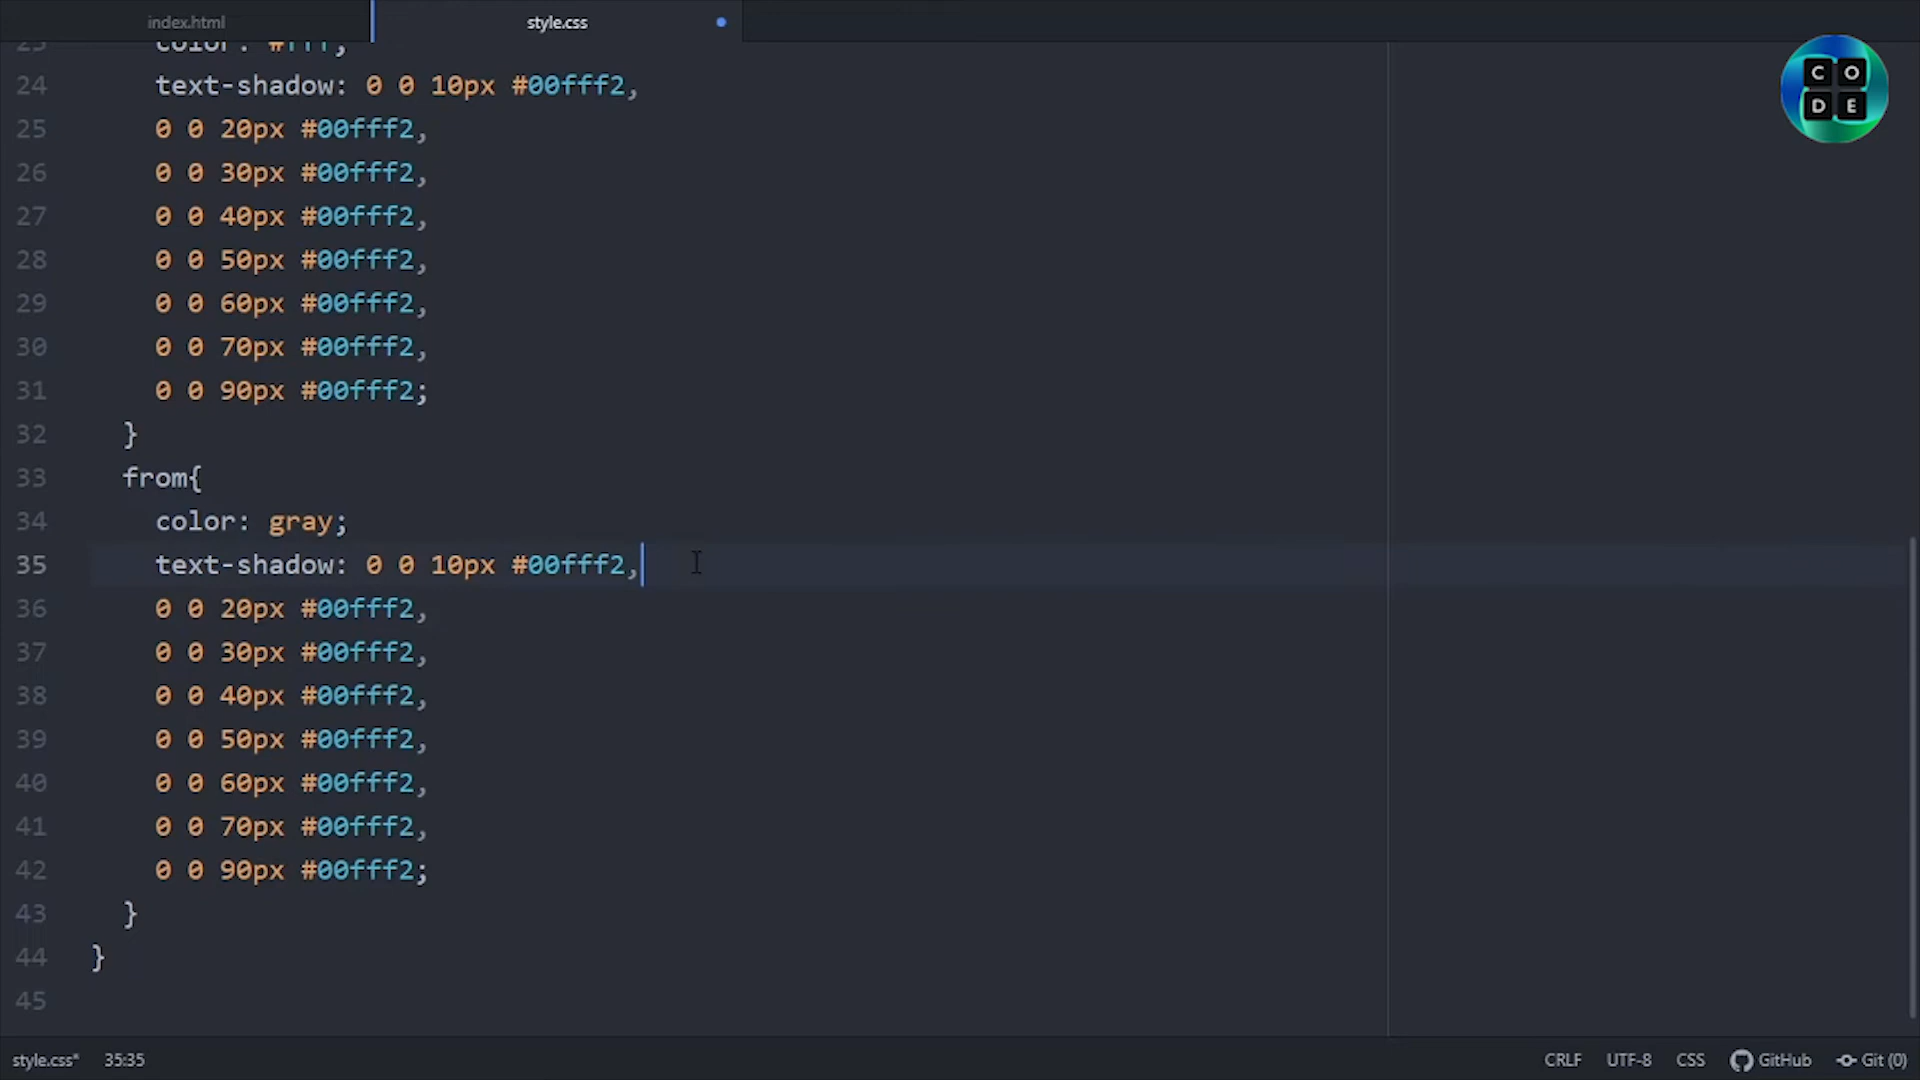 index.html
style.css
23 color: #fff;
24 text-shadow: 0 0 10px #00fff2,
25 0 0 20px #00fff2,
26 0 0 30px #00fff2,
27 0 0 40px #00fff2,
28 0 0 50px #00fff2,
29 0 0 60px #00fff2,
30 0 0 70px #00fff2,
31 0 0 90px #00fff2;
32 }
33 from{
34 color: gray;
35 text-shadow: 0 0 10px #00fff2,
36 0 0 20px #00fff2,
37 0 0 30px #00fff2,
38 0 0 40px #00fff2,
39 0 0 50px #00fff2,
40 0 0 60px #00fff2,
41 0 0 70px #00fff2,
42 0 0 90px #00fff2;
43 }
44 }
45
C O
D E
style.css* 35:35 CRLF UTF-8 CSS GitHub Git (0)